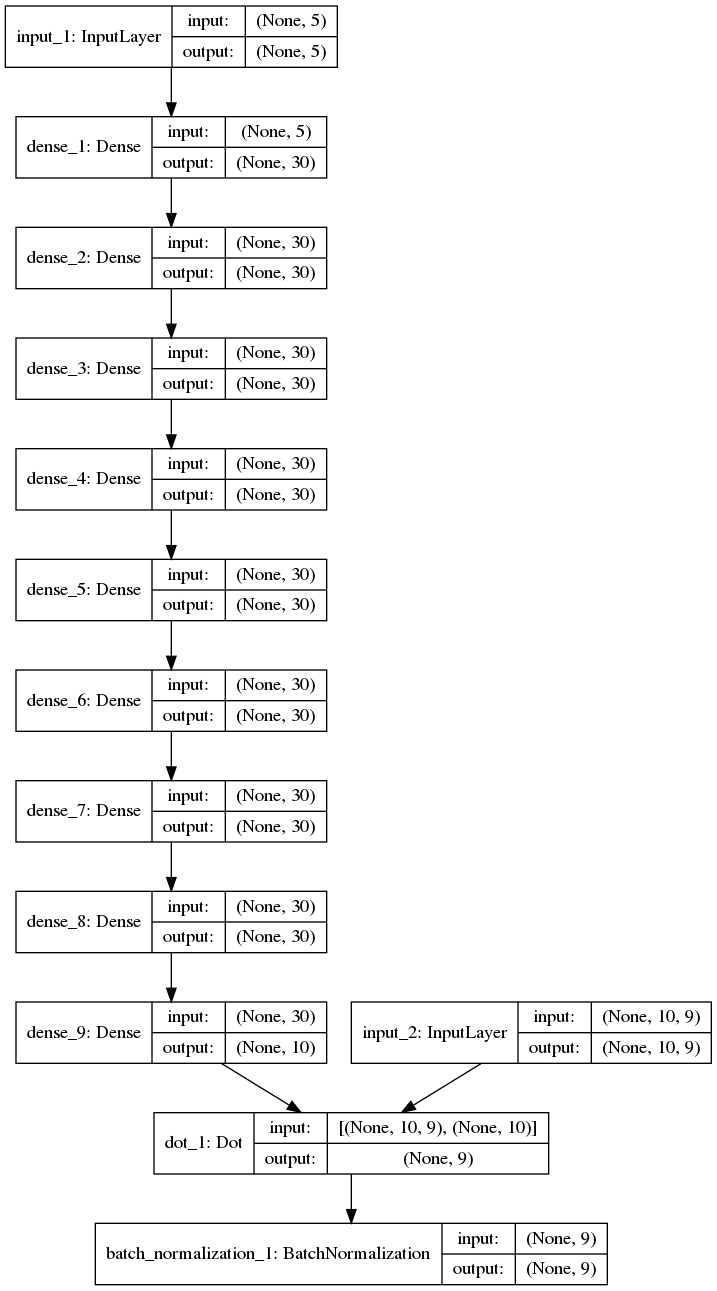 input_1: InputLayer input: (None, 5)
output: (None, 5)
dense_1: Dense input: (None, 5)
output: (None, 30)
dense_2: Dense input: (None, 30)
output: (None, 30)
dense_3: Dense input: (None, 30)
output: (None, 30)
dense_4: Dense input: (None, 30)
output: (None, 30)
dense_5: Dense input: (None, 30)
output: (None, 30)
dense_6: Dense input: (None, 30)
output: (None, 30)
dense_7: Dense input: (None, 30)
output: (None, 30)
dense_8: Dense input: (None, 30)
output: (None, 30)
dense_9: Dense input: (None, 30)
output: (None, 10)
input_2: InputLayer input: (None, 10, 9)
output: (None, 10, 9)
dot_1: Dot input: [(None, 10, 9), (None, 10)]
output: (None, 9)
batch_normalization_1: BatchNormalization input: (None, 9)
output: (None, 9)